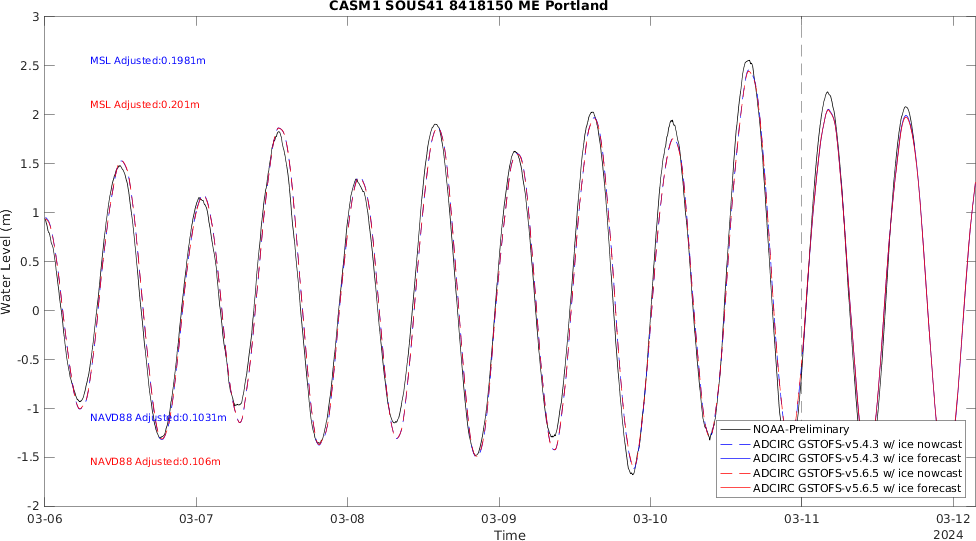 CASM1 SOUS41 8418150 ME Portland
3
2.5
2
1.5
1
0.5
0
-0.5
-1
-1.5
-2
Water Level (m)
MSL Adjusted:0.1981m
MSL Adjusted:0.201m
NAVD88 Adjusted:0.1031m
NAVD88 Adjusted:0.106m
NOAA-Preliminary
ADCIRC GSTOFS-v5.4.3 w/ ice nowcast
ADCIRC GSTOFS-v5.4.3 w/ ice forecast
ADCIRC GSTOFS-v5.6.5 w/ ice nowcast
ADCIRC GSTOFS-v5.6.5 w/ ice forecast
03-06 03-07 03-08 03-09 03-10 03-11 03-12
2024
Time